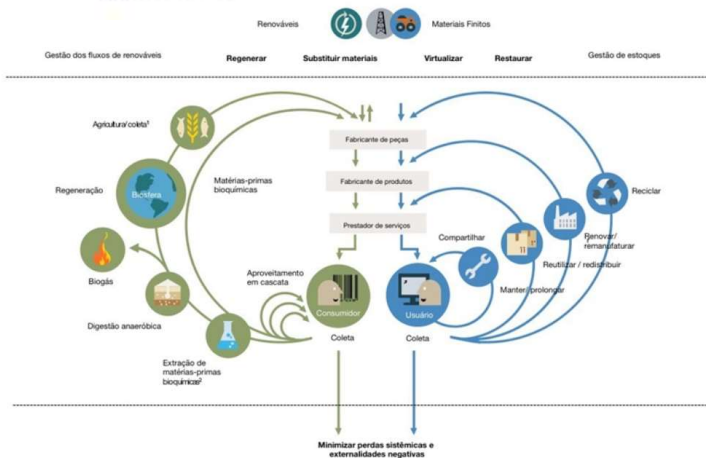 Renováveis
Materiais Finitos
Gestão dos fluxos de renováveis
Regenerar
Substituir materiais
Virtualizar
Restaurar
Gestão de estoques
Agricultura/coleta¹
Fabricante de peças
Regeneração
Biosfera
Matérias-primas
bioquímicas
Fabricante de produtos
Reciclar
Prestador de serviços
Compartilhar
Renovar/
remanufaturar
Reutilizar / redistribuir
Biogás
Aproveitamento
em cascata
Manter/prolongar
Consumidor
Usuário
Digestão anaeróbica
Coleta
Coleta
Extração de
matérias-primas
bioquímicas²
Minimizar perdas sistêmicas e
externalidades negativas